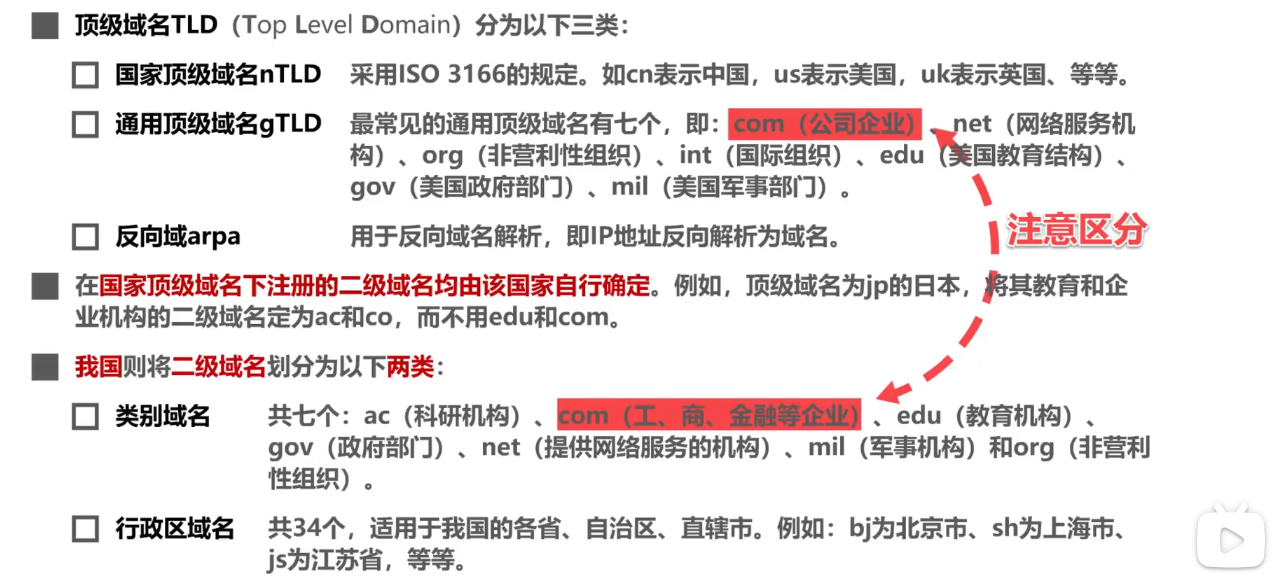 顶级域名TLD（Top Level Domain）分为以下三类：
国家顶级域名nTLD 采用ISO 3166的规定。如cn表示中国，us表示美国，uk表示英国、等等。
通用顶级域名gTLD 最常见的通用顶级域名有七个，即：com（公司企业）、net（网络服务机
构）、org（非营利性组织）、int（国际组织）、edu（美国教育结构）、
gov（美国政府部门）、mil（美国军事部门）。
注意区分
反向域arpa 用于反向域名解析，即IP地址反向解析为域名。
在国家顶级域名下注册的二级域名均由该国家自行确定。例如，顶级域名为jp的日本，将其教育和企
业机构的二级域名定为ac和co，而不用edu和com。
我国则将二级域名划分为以下两类：
类别域名 共七个：ac（科研机构）、com（工、商、金融等企业）、edu（教育机构）、
gov（政府部门）、net（提供网络服务的机构）、mil（军事机构）和org（非营利
性组织）。
行政区域名 共34个，适用于我国的各省、自治区、直辖市。例如：bj为北京市、sh为上海市、
js为江苏省，等等。